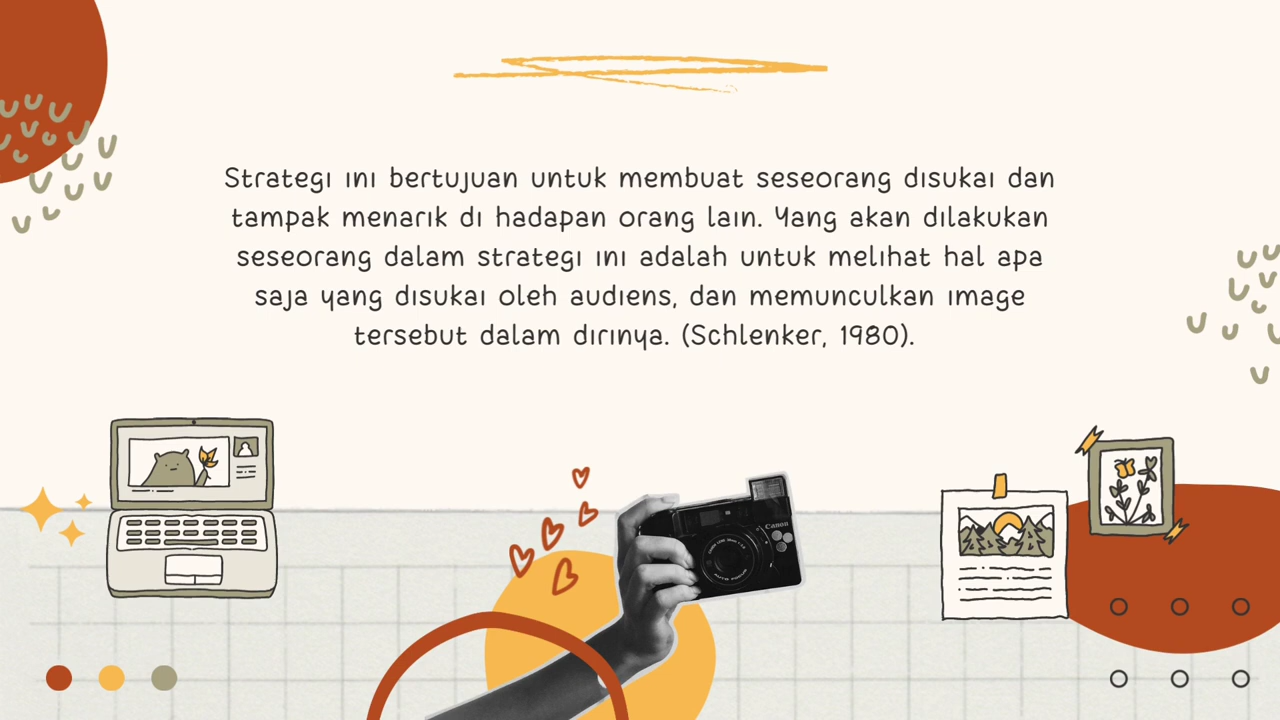 Strategi ini bertujuan untuk membuat seseorang disukai dan
tampak menarik di hadapan orang lain. Yang akan dilakukan
seseorang dalam strategi ini adalah untuk melihat hal apa
saja yang disukai oleh audiens, dan memunculkan image
tersebut dalam dirinya. (Schlenker, 1980).
Canon